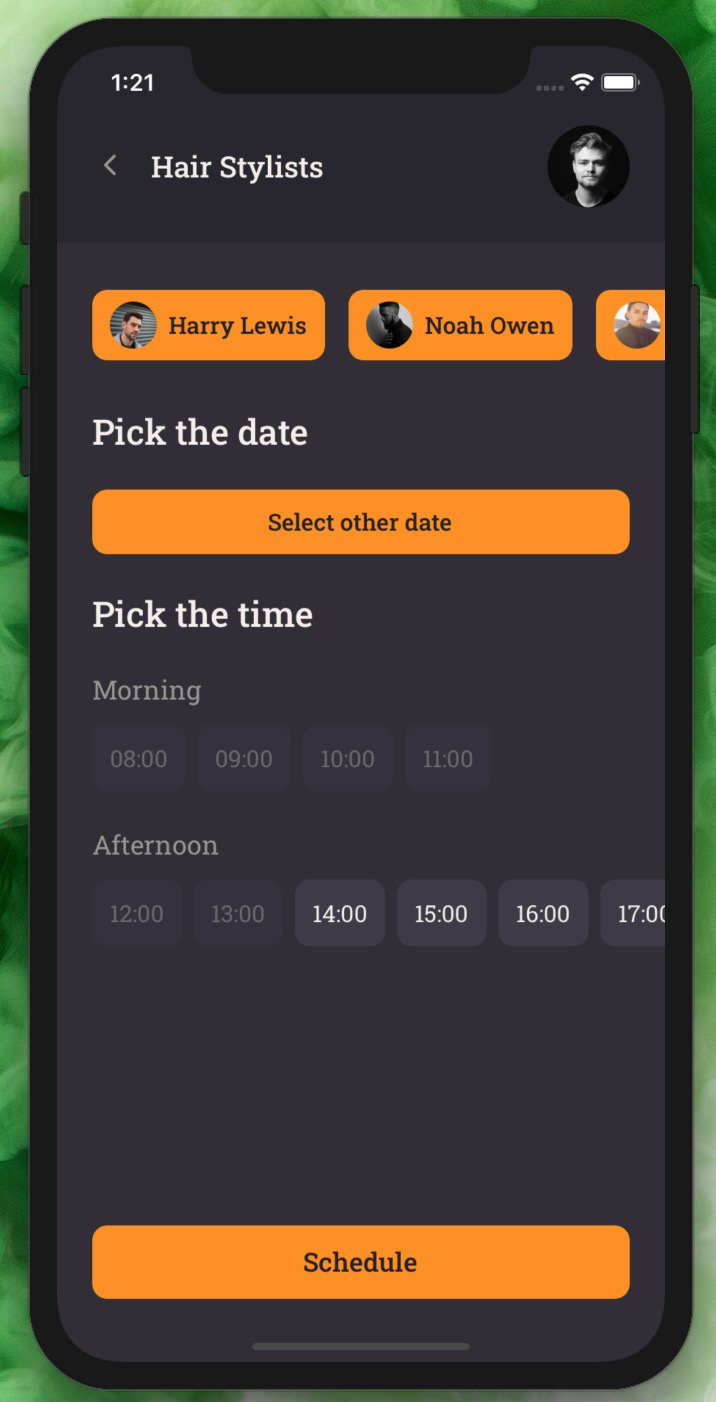 1:21
Hair Stylists
Harry Lewis Noah Owen
Pick the date
Select other date
Pick the time
Morning
08:00 09:00 10:00 11:00
Afternoon
12:00 13:00 14:00 15:00 16:00 17:00
Schedule